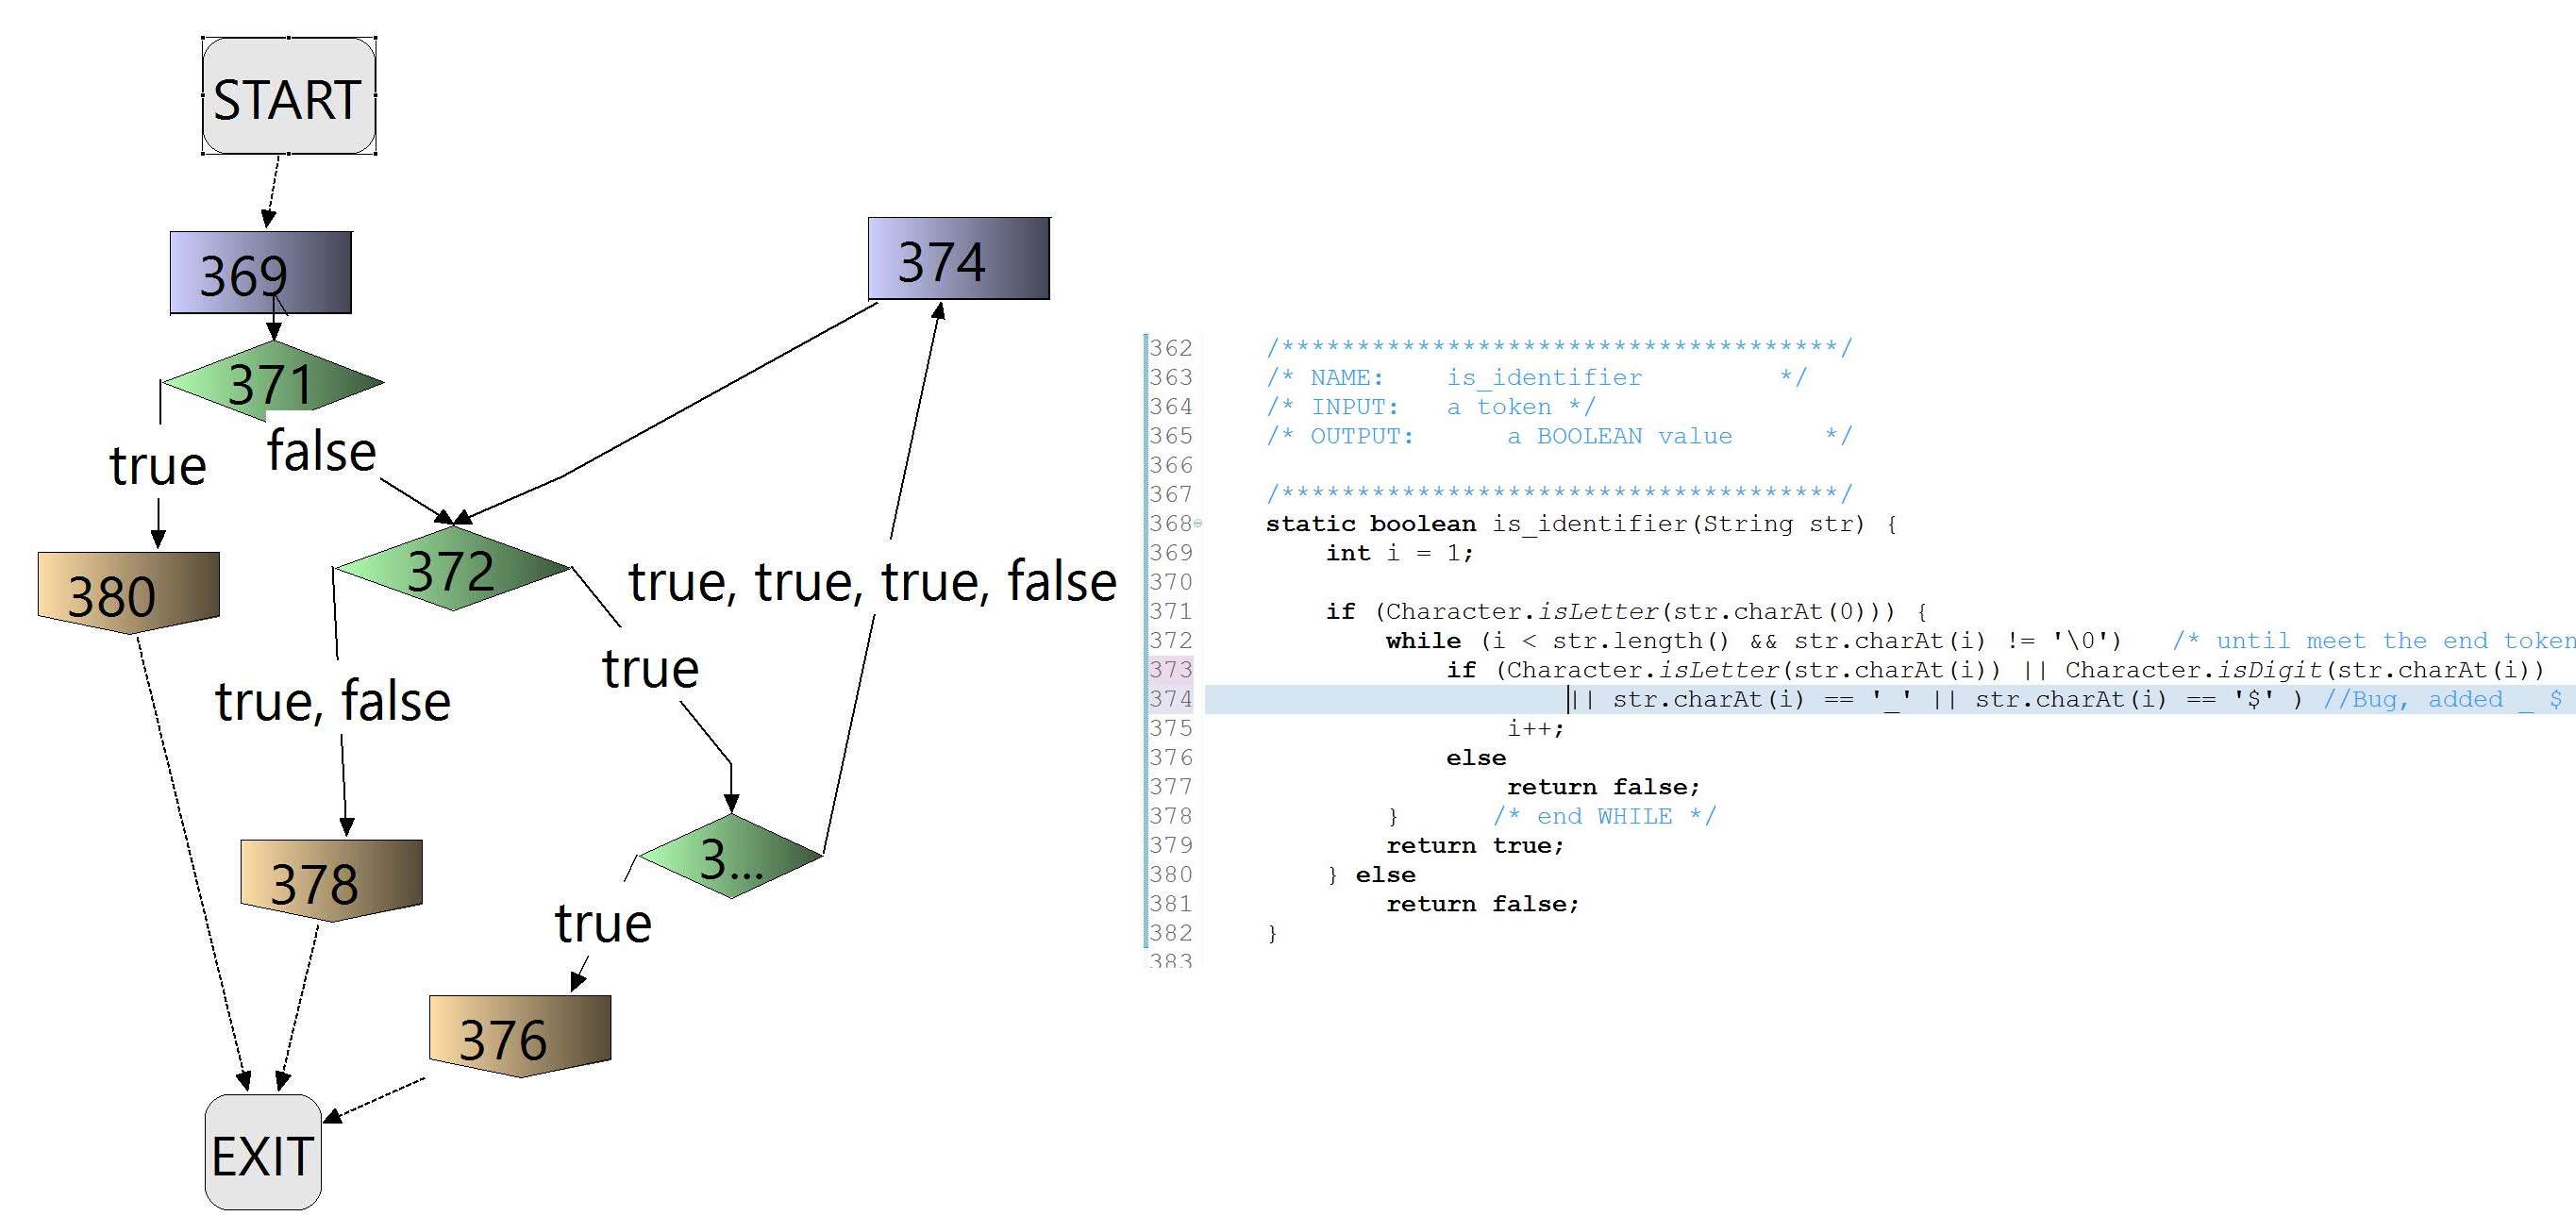 START
369
374
371
true
false
380
372
true, true, true, false
true
true, false
378
3...
true
376
EXIT
362 /*************************************/
363 /* NAME: is_identifier */
364 /* INPUT: a token */
365 /* OUTPUT: a BOOLEAN value */
366
367 /*************************************/
368 static boolean is_identifier(String str) {
369 int i = 1;
370
371 if (Character.isLetter(str.charAt(0))) {
372 while (i < str.length() && str.charAt(i) != '\0') /* until meet the end token
373 if (Character.isLetter(str.charAt(i)) || Character.isDigit(str.charAt(i))
374 || str.charAt(i) == '_' || str.charAt(i) == '$' ) //Bug, added _ $
375 i++;
376 else
377 return false;
378 } /* end WHILE */
379 return true;
380 } else
381 return false;
382 }
383